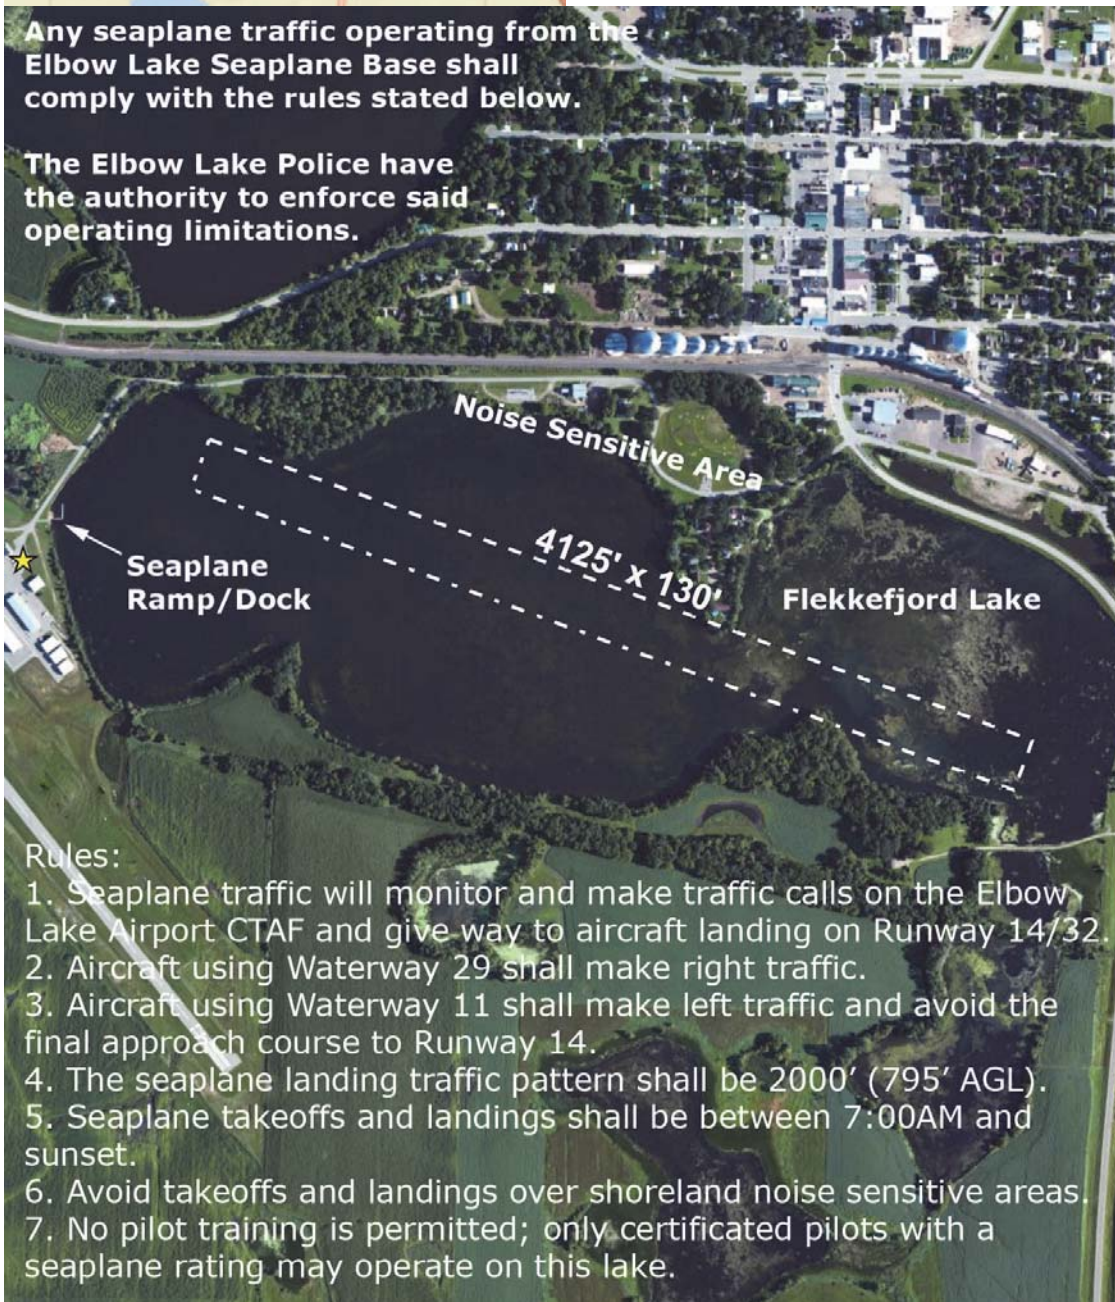 Any seaplane traffic operating from the
Elbow Lake Seaplane Base shall
comply with the rules stated below.
The Elbow Lake Police have
the authority to enforce said
operating limitations.
Noise Sensitive Area
4125' x 130'
Seaplane
Ramp/Dock
Flekkefjord Lake
Rules:
1. Seaplane traffic will monitor and make traffic calls on the Elbow
Lake Airport CTAF and give way to aircraft landing on Runway 14/32.
2. Aircraft using Waterway 29 shall make right traffic.
3. Aircraft using Waterway 11 shall make left traffic and avoid the
final approach course to Runway 14.
4. The seaplane landing traffic pattern shall be 2000’ (795’ AGL).
5. Seaplane takeoffs and landings shall be between 7:00AM and
sunset.
6. Avoid takeoffs and landings over shoreland noise sensitive areas.
7. No pilot training is permitted; only certificated pilots with a
seaplane rating may operate on this lake.